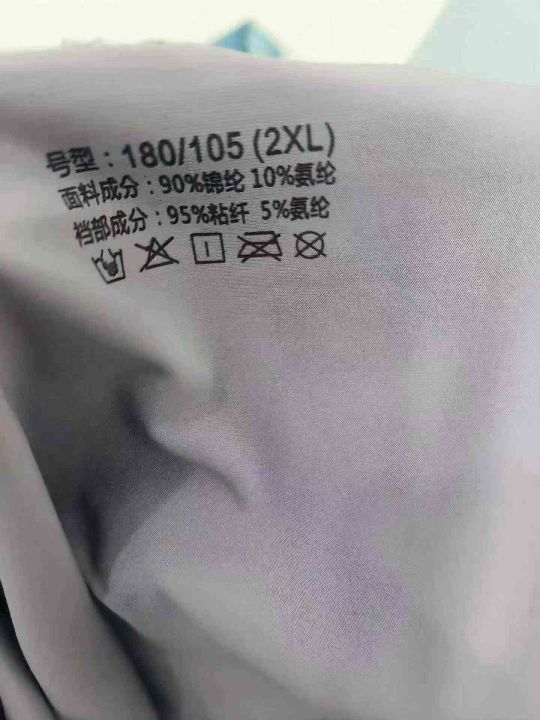 号型：180/105 (2XL)
面料成分：90%锦纶 10%氨纶
裆部成分：95%粘纤 5%氨纶